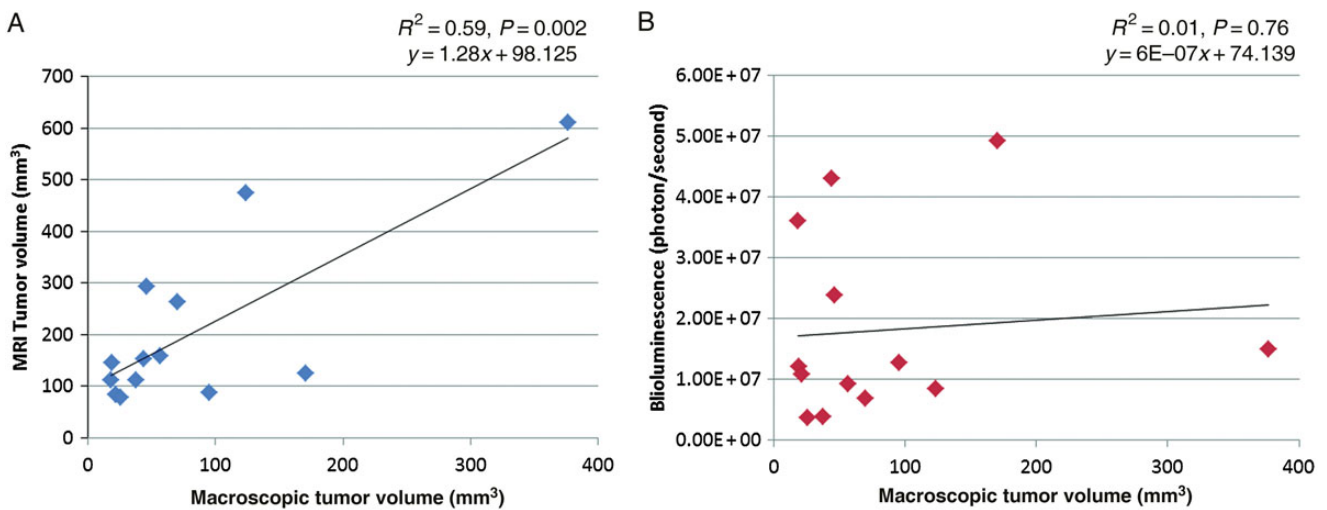 A
R² = 0.59, P = 0.002
y = 1.28x + 98.125
700
600
500
400
300
200
100
0
MRI Tumor volume (mm³)
0 100 200 300 400
Macroscopic tumor volume (mm³)
B
R² = 0.01, P = 0.76
y = 6E–07x + 74.139
6.00E + 07
5.00E + 07
4.00E + 07
3.00E + 07
2.00E + 07
1.00E + 07
0.00E + 00
Bioluminescence (photon/second)
0 100 200 300 400
Macroscopic tumor volume (mm³)